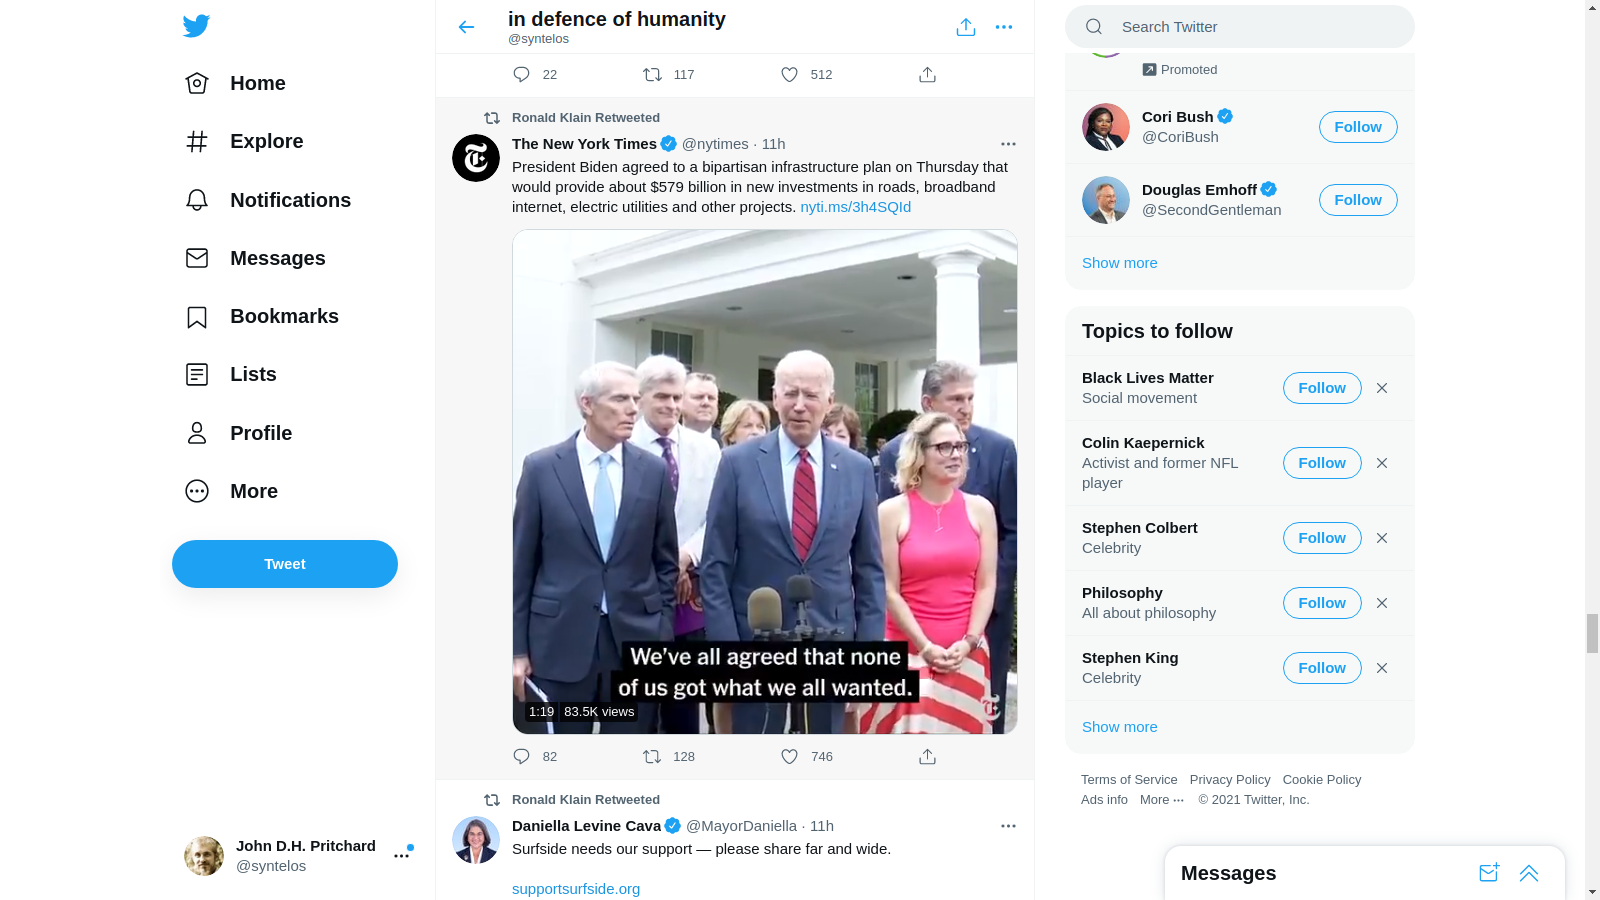 Home
Explore
Notifications
Messages
Bookmarks
Lists
Profile
More
Tweet
John D.H. Pritchard
@syntelos
in defence of humanity
@syntelos
22 117 512
Ronald Klain Retweeted
The New York Times @nytimes · 11h
President Biden agreed to a bipartisan infrastructure plan on Thursday that
would provide about $579 billion in new investments in roads, broadband
internet, electric utilities and other projects. nyti.ms/3h4SQId
We've all agreed that none
of us got what we all wanted.
1:19 83.5K views
82 128 746
Ronald Klain Retweeted
Daniella Levine Cava @MayorDaniella · 11h
Surfside needs our support — please share far and wide.
supportsurfside.org
Search Twitter
Promoted
Cori Bush
@CoriBush
Follow
Douglas Emhoff
@SecondGentleman
Follow
Show more
Topics to follow
Black Lives Matter
Social movement
Follow
Colin Kaepernick
Activist and former NFL
player
Follow
Stephen Colbert
Celebrity
Follow
Philosophy
All about philosophy
Follow
Stephen King
Celebrity
Follow
Show more
Terms of Service Privacy Policy Cookie Policy
Ads info More ··· © 2021 Twitter, Inc.
Messages